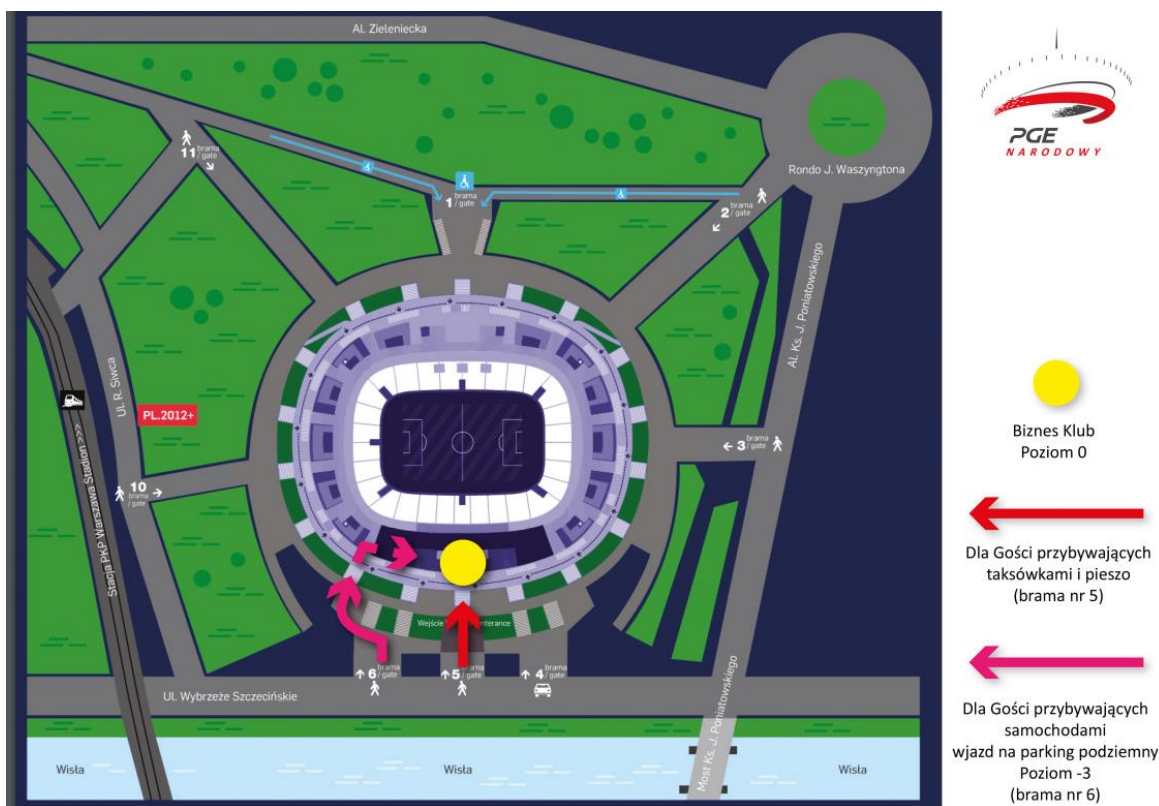 Al. Zieleniecka
PGE
NARODOWY
11 brama / gate
1 brama / gate
2 brama / gate
Rondo J. Waszyngtona
Al. Ks. J. Poniatowskiego
Ul. R. Siwca
PL.2012+
Stacja PKP Warszawa Stadion >>>
10 brama / gate
3 brama / gate
Biznes Klub
Poziom 0
Dla Gości przybywających
taksówkami i pieszo
(brama nr 5)
Wejście enterance
6 brama / gate
5 brama / gate
4 brama / gate
Ul. Wybrzeże Szczecińskie
Most Ks. J. Poniatowskiego
Dla Gości przybywających
samochodami
wjazd na parking podziemny
Poziom -3
(brama nr 6)
Wisła
Wisła
Wisła